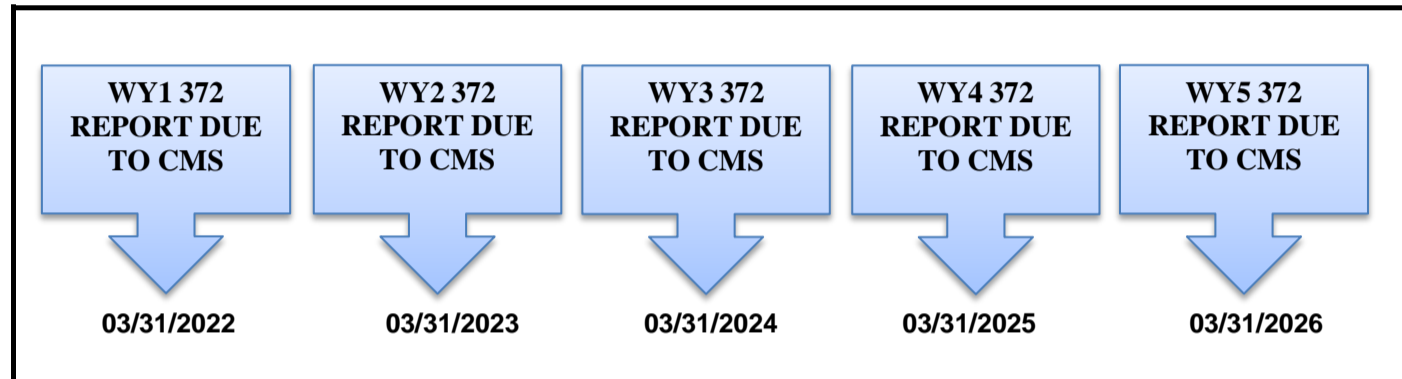 WY1 372
REPORT DUE
TO CMS
WY2 372
REPORT DUE
TO CMS
WY3 372
REPORT DUE
TO CMS
WY4 372
REPORT DUE
TO CMS
WY5 372
REPORT DUE
TO CMS
03/31/2022
03/31/2023
03/31/2024
03/31/2025
03/31/2026